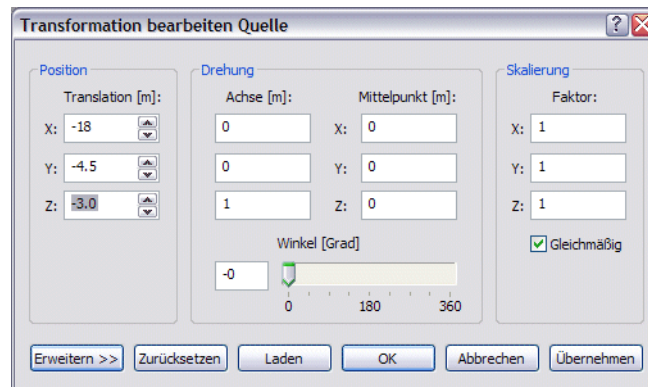 Transformation bearbeiten Quelle
Position
Drehung
Skalierung
Translation [m]:
Achse [m]:
Mittelpunkt [m]:
Faktor:
X: -18
0
X: 0
X: 1
Y: -4.5
0
Y: 0
Y: 1
Z: -3.0
1
Z: 0
Z: 1
Winkel [Grad]
Gleichmäßig
-0
0 180 360
Erweitern >> Zurücksetzen Laden OK Abbrechen Übernehmen